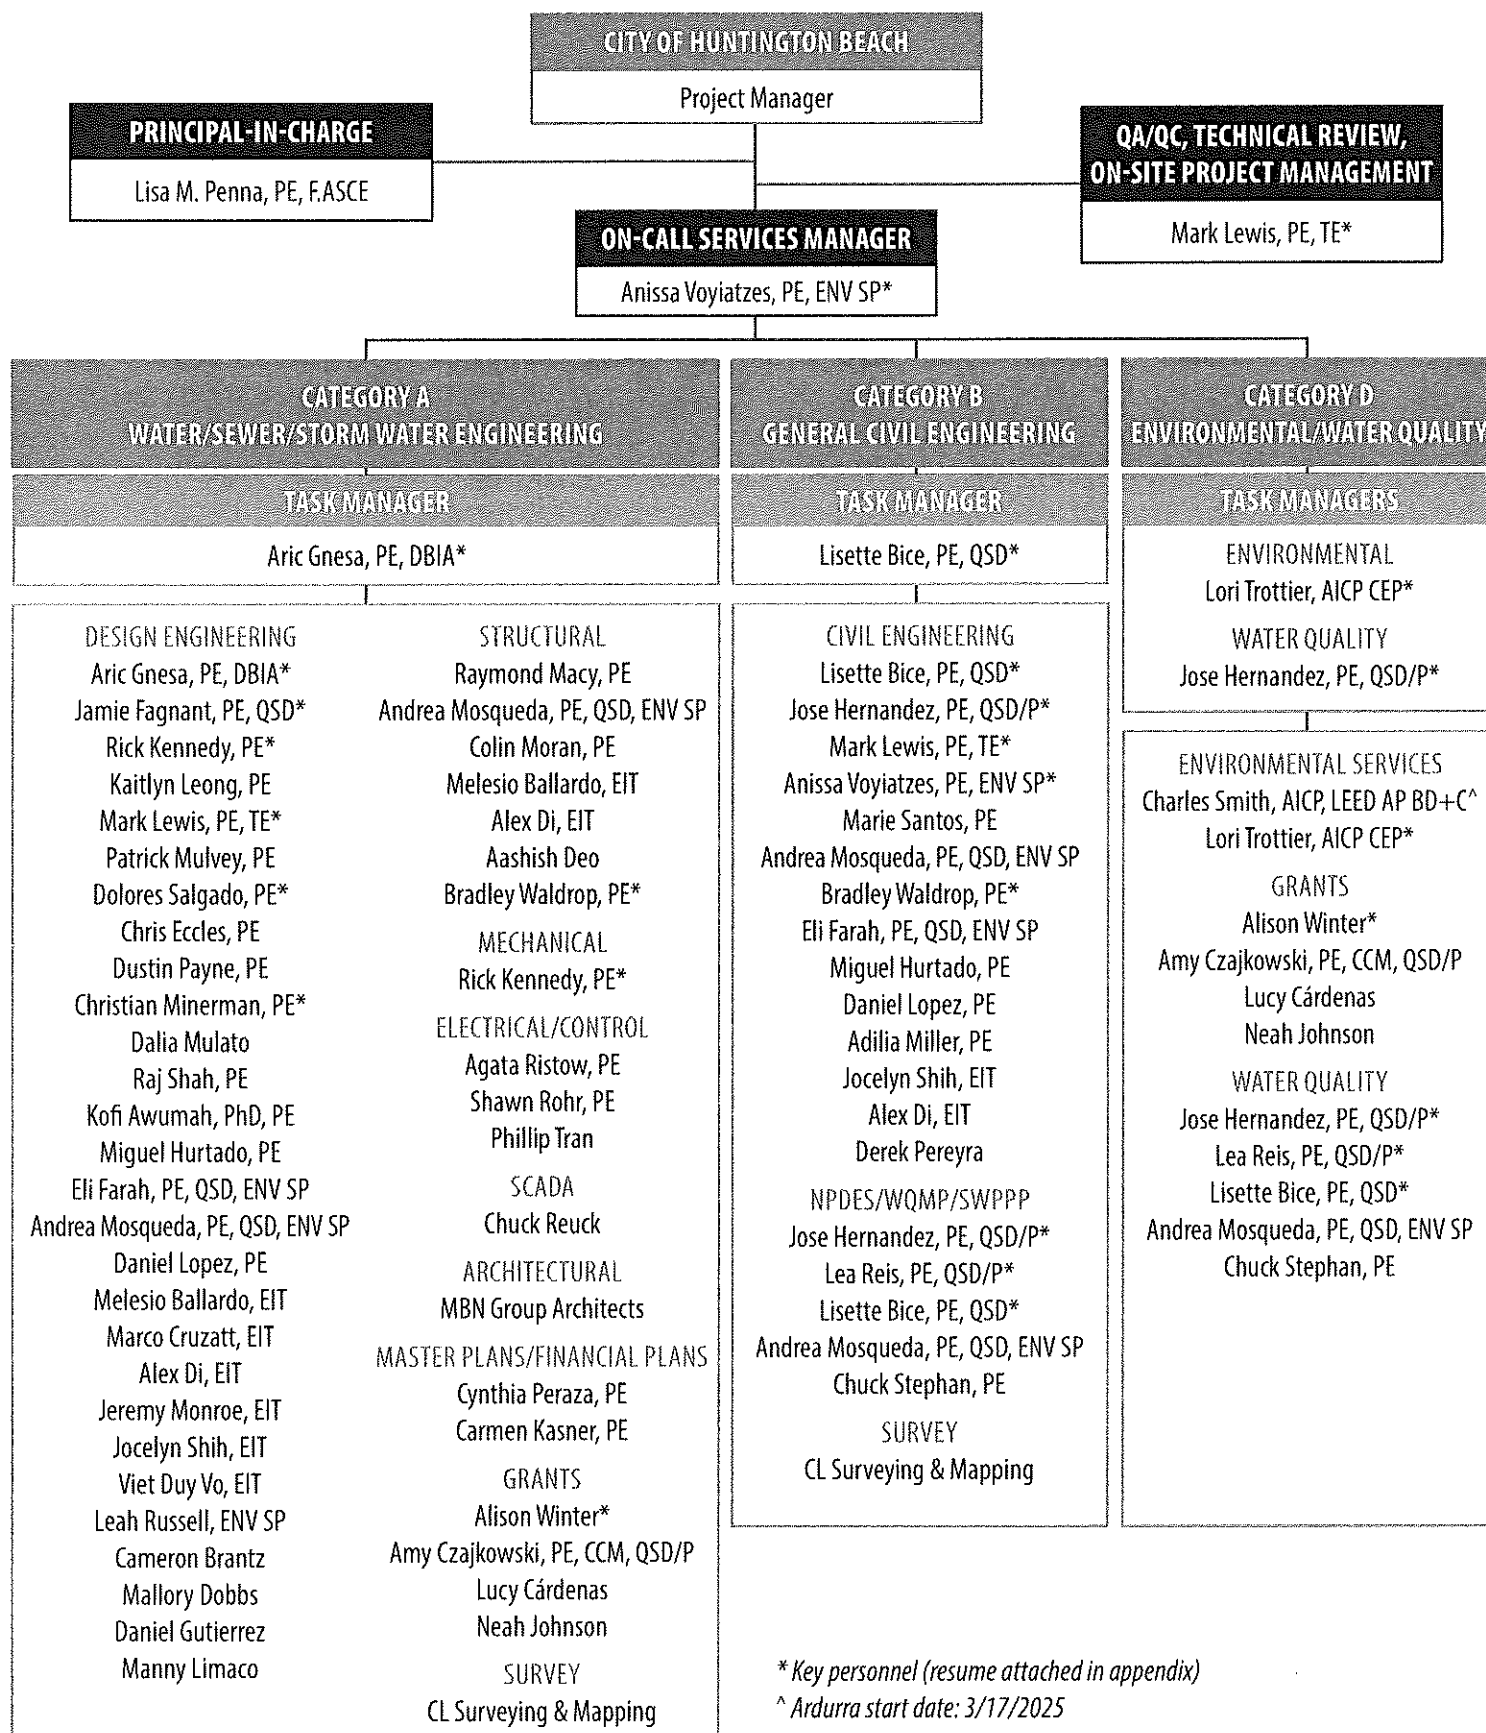 CITY OF HUNTINGTON BEACH
Project Manager
PRINCIPAL-IN-CHARGE
Lisa M. Penna, PE, F.ASCE
QA/QC, TECHNICAL REVIEW,
ON-SITE PROJECT MANAGEMENT
Mark Lewis, PE, TE*
ON-CALL SERVICES MANAGER
Anissa Voyiatzes, PE, ENV SP*
CATEGORY A
WATER/SEWER/STORM WATER ENGINEERING
TASK MANAGER
Aric Gnesa, PE, DBIA*
DESIGN ENGINEERING
Aric Gnesa, PE, DBIA*
Jamie Fagnant, PE, QSD*
Rick Kennedy, PE*
Kaitlyn Leong, PE
Mark Lewis, PE, TE*
Patrick Mulvey, PE
Dolores Salgado, PE*
Chris Eccles, PE
Dustin Payne, PE
Christian Minerman, PE*
Dalia Mulato
Raj Shah, PE
Kofi Awumah, PhD, PE
Miguel Hurtado, PE
Eli Farah, PE, QSD, ENV SP
Andrea Mosqueda, PE, QSD, ENV SP
Daniel Lopez, PE
Melesio Ballardo, EIT
Marco Cruzatt, EIT
Alex Di, EIT
Jeremy Monroe, EIT
Jocelyn Shih, EIT
Viet Duy Vo, EIT
Leah Russell, ENV SP
Cameron Brantz
Mallory Dobbs
Daniel Gutierrez
Manny Limaco
STRUCTURAL
Raymond Macy, PE
Andrea Mosqueda, PE, QSD, ENV SP
Colin Moran, PE
Melesio Ballardo, EIT
Alex Di, EIT
Aashish Deo
Bradley Waldrop, PE*
MECHANICAL
Rick Kennedy, PE*
ELECTRICAL/CONTROL
Agata Ristow, PE
Shawn Rohr, PE
Phillip Tran
SCADA
Chuck Reuck
ARCHITECTURAL
MBN Group Architects
MASTER PLANS/FINANCIAL PLANS
Cynthia Peraza, PE
Carmen Kasner, PE
GRANTS
Alison Winter*
Amy Czajkowski, PE, CCM, QSD/P
Lucy Cárdenas
Neah Johnson
SURVEY
CL Surveying & Mapping
CATEGORY B
GENERAL CIVIL ENGINEERING
TASK MANAGER
Lisette Bice, PE, QSD*
CIVIL ENGINEERING
Lisette Bice, PE, QSD*
Jose Hernandez, PE, QSD/P*
Mark Lewis, PE, TE*
Anissa Voyiatzes, PE, ENV SP*
Marie Santos, PE
Andrea Mosqueda, PE, QSD, ENV SP
Bradley Waldrop, PE*
Eli Farah, PE, QSD, ENV SP
Miguel Hurtado, PE
Daniel Lopez, PE
Adilia Miller, PE
Jocelyn Shih, EIT
Alex Di, EIT
Derek Pereyra
NPDES/WQMP/SWPPP
Jose Hernandez, PE, QSD/P*
Lea Reis, PE, QSD/P*
Lisette Bice, PE, QSD*
Andrea Mosqueda, PE, QSD, ENV SP
Chuck Stephan, PE
SURVEY
CL Surveying & Mapping
CATEGORY D
ENVIRONMENTAL/WATER QUALITY
TASK MANAGERS
ENVIRONMENTAL
Lori Trottier, AICP CEP*
WATER QUALITY
Jose Hernandez, PE, QSD/P*
ENVIRONMENTAL SERVICES
Charles Smith, AICP, LEED AP BD+C^
Lori Trottier, AICP CEP*
GRANTS
Alison Winter*
Amy Czajkowski, PE, CCM, QSD/P
Lucy Cárdenas
Neah Johnson
WATER QUALITY
Jose Hernandez, PE, QSD/P*
Lea Reis, PE, QSD/P*
Lisette Bice, PE, QSD*
Andrea Mosqueda, PE, QSD, ENV SP
Chuck Stephan, PE
* Key personnel (resume attached in appendix)
^ Ardurra start date: 3/17/2025